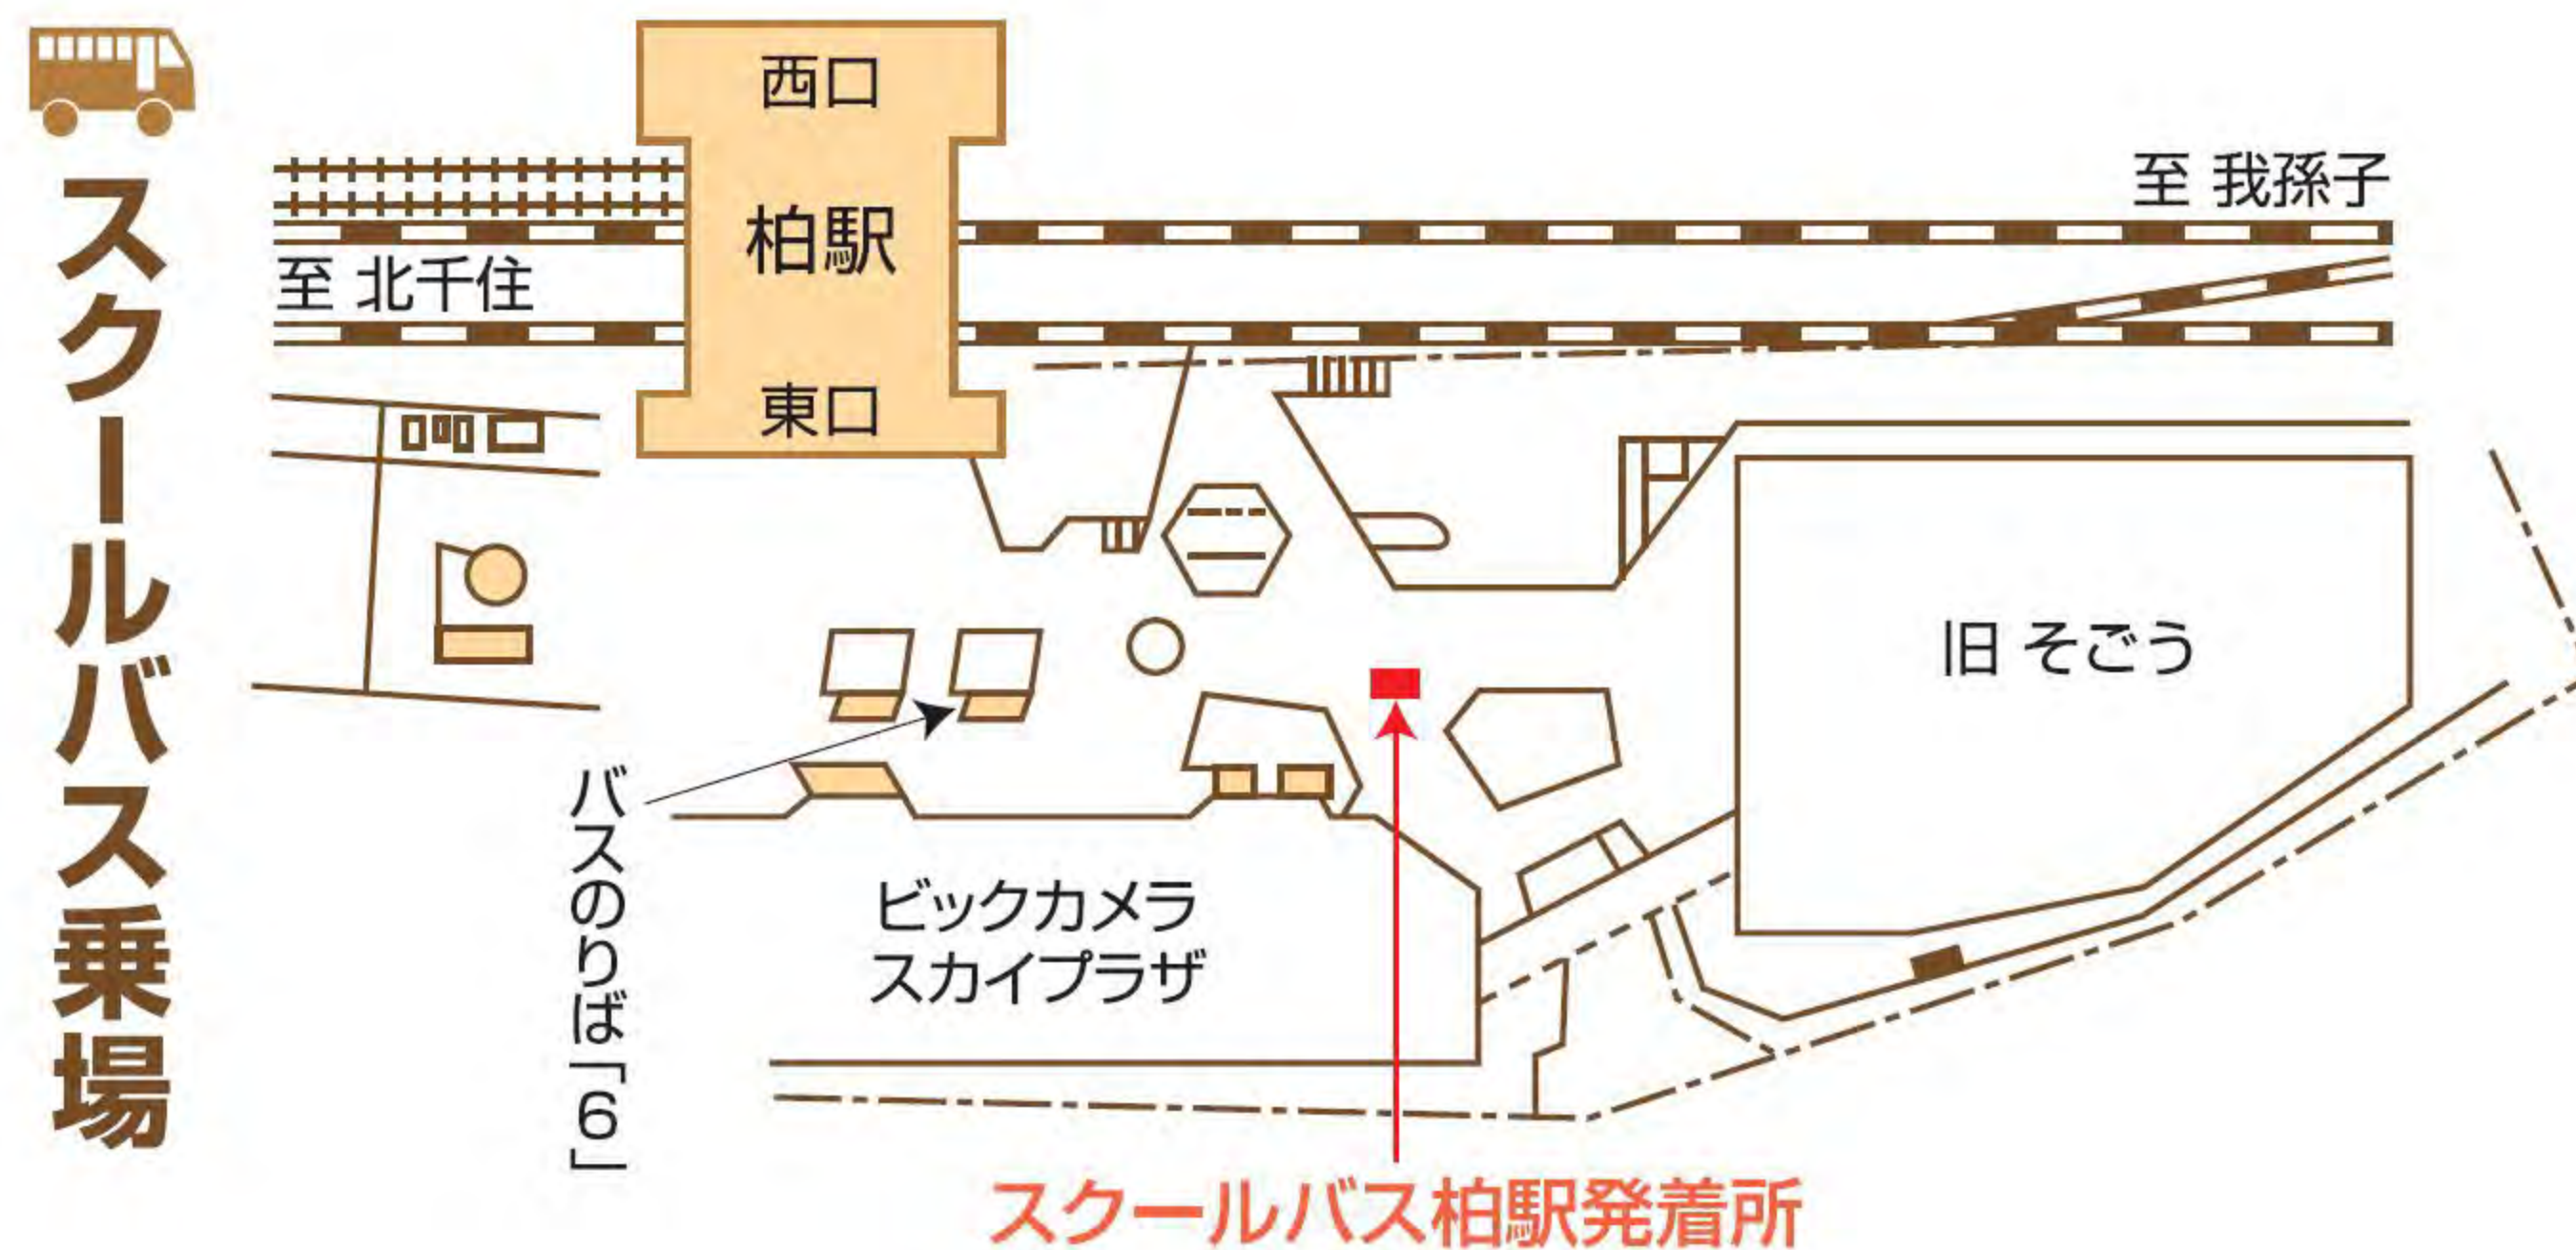 スクールバス乗場
西口
柏駅
東口
至 我孫子
至 北千住
旧 そごう
バスのりば「6」
ビックカメラ
スカイプラザ
スクールバス柏駅発着所